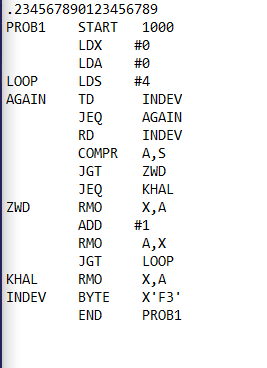 .234567890123456789
PROB1    START   1000
         LDX    #0
         LDA    #0
LOOP     LDS    #4
AGAIN    TD      INDEV
         JEQ     AGAIN
         RD      INDEV
         COMPR   A,S
         JGT     ZWD
         JEQ     KHAL
ZWD      RMO     X,A
         ADD    #1
         RMO     A,X
         JGT     LOOP
KHAL     RMO     X,A
INDEV    BYTE    X'F3'
         END     PROB1